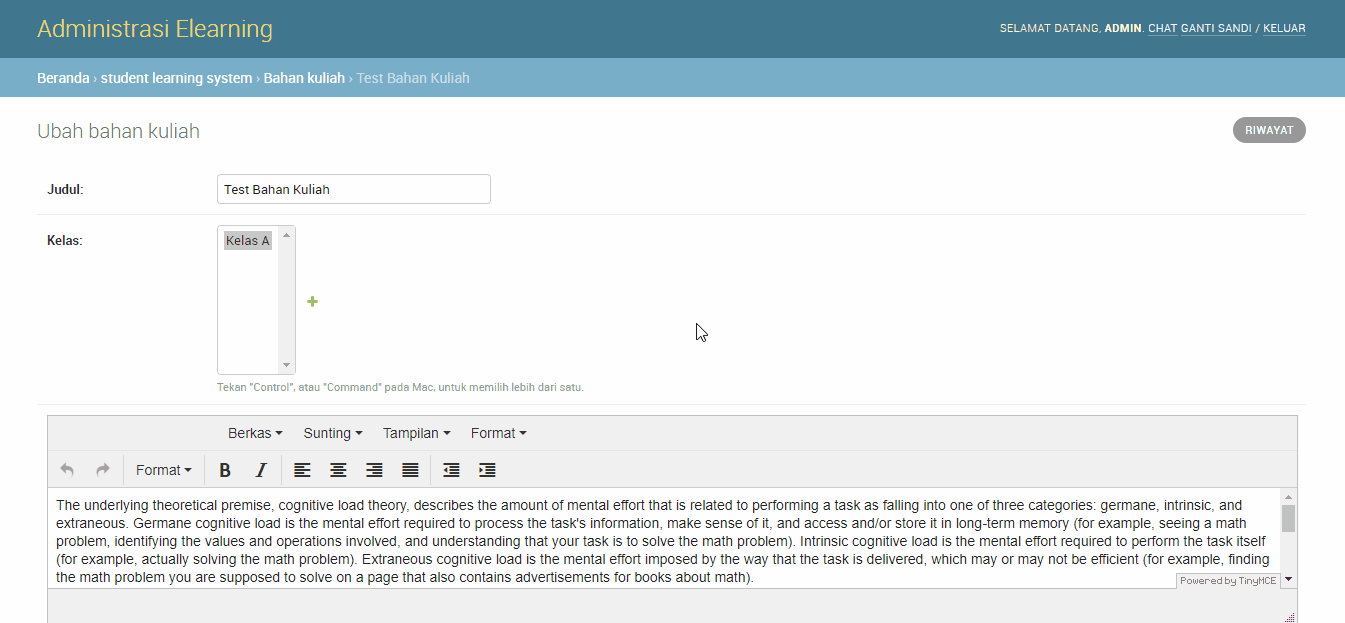 Administrasi Elearning
SELAMAT DATANG, ADMIN. CHAT GANTI SANDI / KELUAR
Beranda › student learning system › Bahan kuliah › Test Bahan Kuliah
Ubah bahan kuliah
RIWAYAT
Judul:
Test Bahan Kuliah
Kelas:
Kelas A
Tekan "Control", atau "Command" pada Mac, untuk memilih lebih dari satu.
Berkas Sunting Tampilan Format
Format B I
The underlying theoretical premise, cognitive load theory, describes the amount of mental effort that is related to performing a task as falling into one of three categories: germane, intrinsic, and
extraneous. Germane cognitive load is the mental effort required to process the task's information, make sense of it, and access and/or store it in long-term memory (for example, seeing a math
problem, identifying the values and operations involved, and understanding that your task is to solve the math problem). Intrinsic cognitive load is the mental effort required to perform the task itself
(for example, actually solving the math problem). Extraneous cognitive load is the mental effort imposed by the way that the task is delivered, which may or may not be efficient (for example, finding
the math problem you are supposed to solve on a page that also contains advertisements for books about math).
Powered by TinyMCE